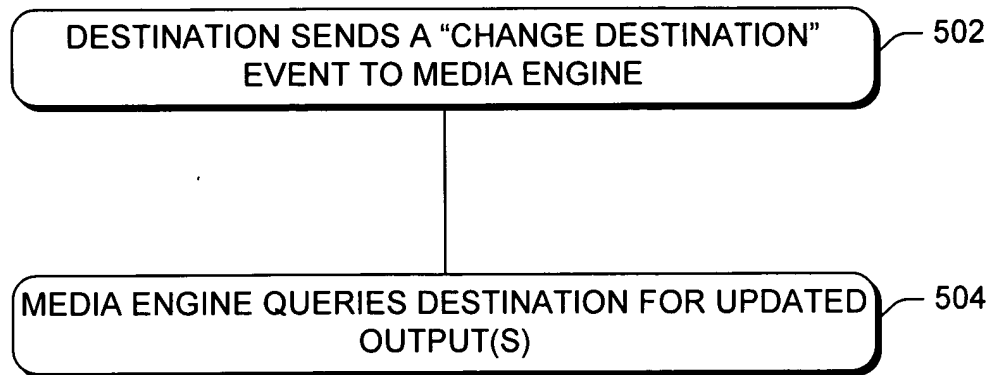 DESTINATION SENDS A “CHANGE DESTINATION”
EVENT TO MEDIA ENGINE
502
MEDIA ENGINE QUERIES DESTINATION FOR UPDATED
OUTPUT(S)
504